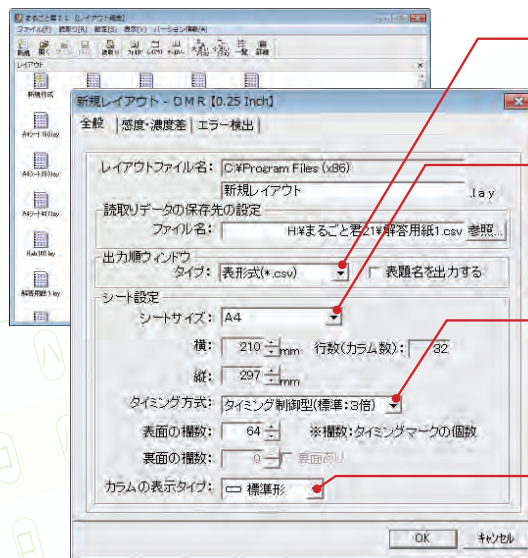 まるごと君2.1 [レイアウト編集]
ファイル(F) 読取り(R) 設定(S) 表示(V) バージョン情報(A)
新規 開く 読取り 一覧 詳細
レイアウト
新規作成
新規レイアウト - OMR【0.25 Inch】
全般 感度・濃度差 エラー検出
レイアウトファイル名: C:¥Program Files (x86)
新規レイアウト .lay
読取りデータの保存先の設定
ファイル名: H:¥まるごと君21¥解答用紙1.csv 参照...
出力順ウィンドウ
タイプ: 表形式(*.csv) 表題名を出力する
シート設定
シートサイズ: A4
横: 210 mm 行数(カラム数): 32
縦: 297 mm
タイミング方式: タイミング制御型(標準:3倍)
表面の欄数: 64 ※欄数:タイミングマークの個数
裏面の欄数: 0 裏面あり
カラムの表示タイプ: 標準形
OK キャンセル